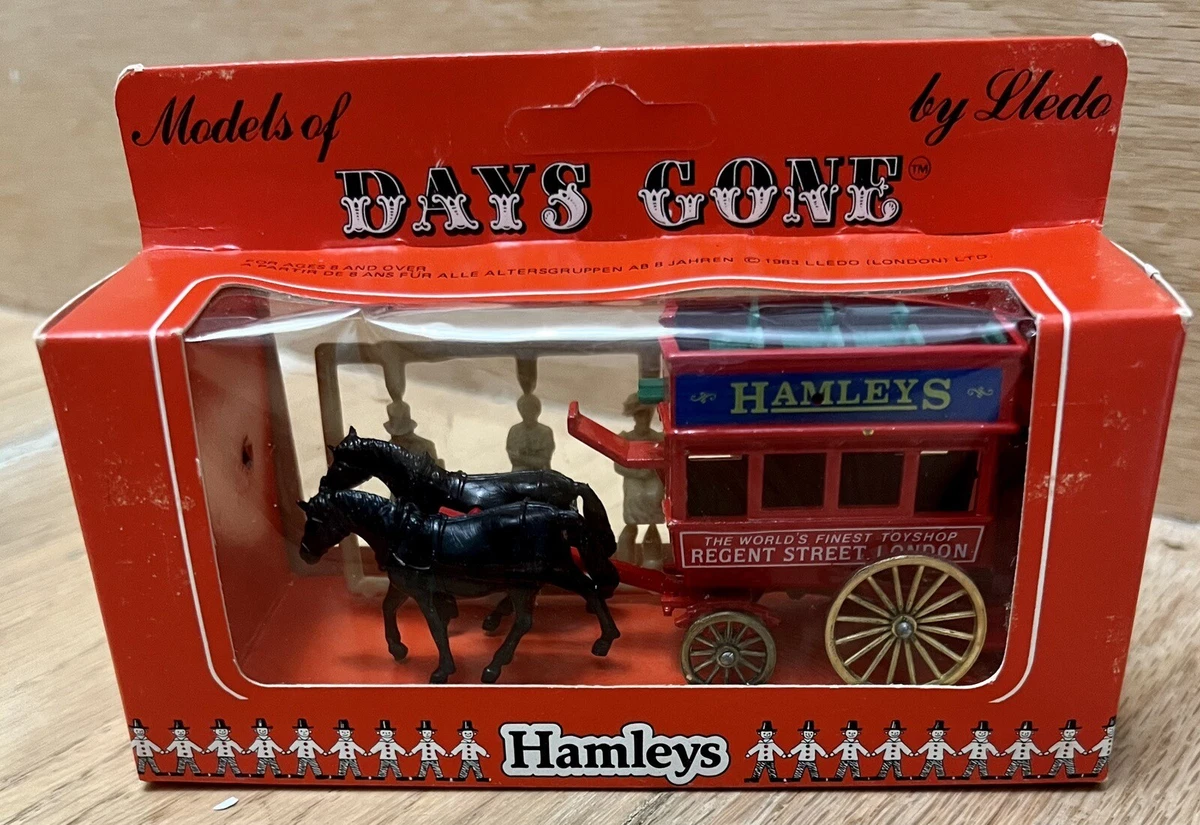 Models of
by Lledo
DAYS GONE™
FOR AGES 8 AND OVER
A PARTIR DE 8 ANS FÜR ALLE ALTERSGRUPPEN AB 8 JAHREN © 1983 LLEDO (LONDON) LTD.
HAMLEYS
THE WORLD'S FINEST TOYSHOP
REGENT STREET, LONDON
Hamleys